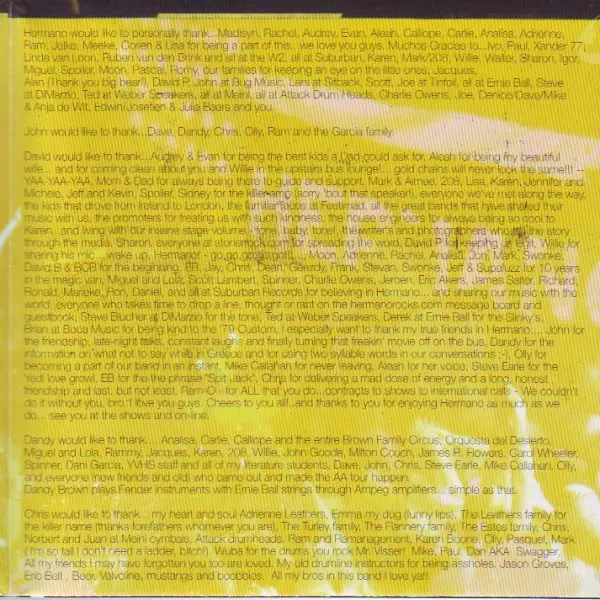 Hermano would like to personally thank...Madisyn, Rachel, Audrey, Evan, Aleah, Calliope, Carlie, Analisa, Adrienne,
Ram, Jelke, Meeke, Corien & Lisa for being a part of this...we love you guys. Muchos Gracias to...Ivo, Paul, Xander 77,
Linda van Loon, Ruben van den Brink and all at the W2, all at Suburban, Karen, Mark/208, Willie, Walter, Sharon, Igor,
Miguel, Spoiler, Moon, Pascal, Romy, our families for keeping an eye on the little ones, Jacques,
Alan (Thank you big bear!), David P., John at Bug Music, Lars at Sitback, Scott, Joe at Tinfoil, all at Ernie Ball, Steve
at DiMarzio, Ted at Weber Speakers, all at Meinl, all at Attack Drum Heads, Charlie Owens, Joe, Denice/Dave/Mike
& Anja de Wit, Edwin/Josefien & Julia Baars and you.
John would like to thank...Dave, Dandy, Chris, Olly, Ram and the Garcia family.
David would like to thank...Audrey & Evan for being the best kids a Dad could ask for, Aleah for being my beautiful
wife... and for coming clean about you and Willie in the upstairs bus lounge!... gold chains will never look the same!!! --
YAA-YAA-YAA, Mom & Dad for always being there to guide and support, Mark & Aimee, 208, Lisa, Karen, Jennifer and
Michele, Jeff and Kevin, Spoiler, Sidney for the killer amp (sorry 'bout that speaker!), everyone we've met along the way,
the kids that drove from Ireland to London, the familiar faces at Festimad, all the great bands that have shared their
music with us, the promoters for treating us with such kindness, the house engineers for always being so cool to
Karen...and living with our insane stage volume, tone baby tone!, the writer's and photographers who tell the story
through the media, Sharon, everyone at stonerrock.com for spreading the word, David P. for keeping us legit, Willie for
sharing his mic... wake up, Hermano! - go,go,go,go,go!!..., Moon, Adrienne, Rachel, Analisa, Jon, Mark, Swonke,
David B & BCB for the beginning, BB, Jay, Chris, Dean, Geezdy, Frank, Stevan, Swonke, Jeff & Supafuzz for 10 years
in the magic van, Miguel and Lola, Scott Lambert, Spinner, Charlie Owens, Jeroen, Eric Akers, James Salter, Richard,
Ronald, Marieke, Ron, Daniel, and all at Suburban Records for believing in Hermano... and sharing our music with the
world, everyone who takes time to drop a line, thought or rant on the hermanorocks.com message board and
guestbook, Steve Blucher at DiMarzio for the tone, Ted at Weber Speakers, Derek at Ernie Ball for the Slinky's,
Brian at Boca Music for being kind to the '79 Custom, I especially want to thank my true friends in Hermano.... John for
the friendship, late-night talks, constant laughs and finally turning that freakin' movie off on the bus, Dandy for the
information on what not to say while in Greece and for using two syllable words in our conversations :-), Olly for
becoming a part of our band in an instant, Mike Callahan for never leaving, Aleah for her voice, Steve Earle for the
Yedi love growl, EB for the the phrase "Spit Jack", Chris for delivering a mad dose of energy and a long, honest
friendship and last, but not least, Ram-O - for ALL that you do...contracts to shows to international calls - We couldn't
do it without you, bro. I love you guys. Cheers to you all!..and thanks to you for enjoying Hermano as much as we
do... see you at the shows and on-line.
Dandy would like to thank.... Analisa, Carlie, Calliope and the entire Brown Family Circus, Orquesta del Desierto,
Miguel and Lola, Rammy, Jacques, Karen, 208, Willie, John Goode, Milton Couch, James R. Flowers, Carol Wheeler,
Spinner, Dani Garcia, YVHS staff and all of my literature students, Dave, John, Chris, Steve Earle, Mike Callahan, Olly,
and everyone (new friends and old) who came out and made the AA tour happen.
Dandy Brown plays Fender instruments with Ernie Ball strings through Ampeg amplifiers... simple as that.
Chris would like to thank.... my heart and soul Adrienne Leathers, Emma my dog (funny lips), The Leathers family for
the killer name (thanks forefathers whomever you are), The Turley family, The Flannery family, The Estes family, Chris,
Norbert and Juan at Meinl cymbals. Attack drumheads. Ram and Ramanagement, Karen Boone, Olly, Pasquel, Mark
( I'm so tall I don't need a ladder, bitch!) Wuba for the drums you rock Mr. Visser! Mike, Paul, Dan AKA Swagger,
All my friends I may have forgotten you too are loved. My old drumline instructors for being assholes: Jason Groves,
Eric Belt . Beer, Valvoline, mustangs and boobies. All my bros in this band I love ya!!